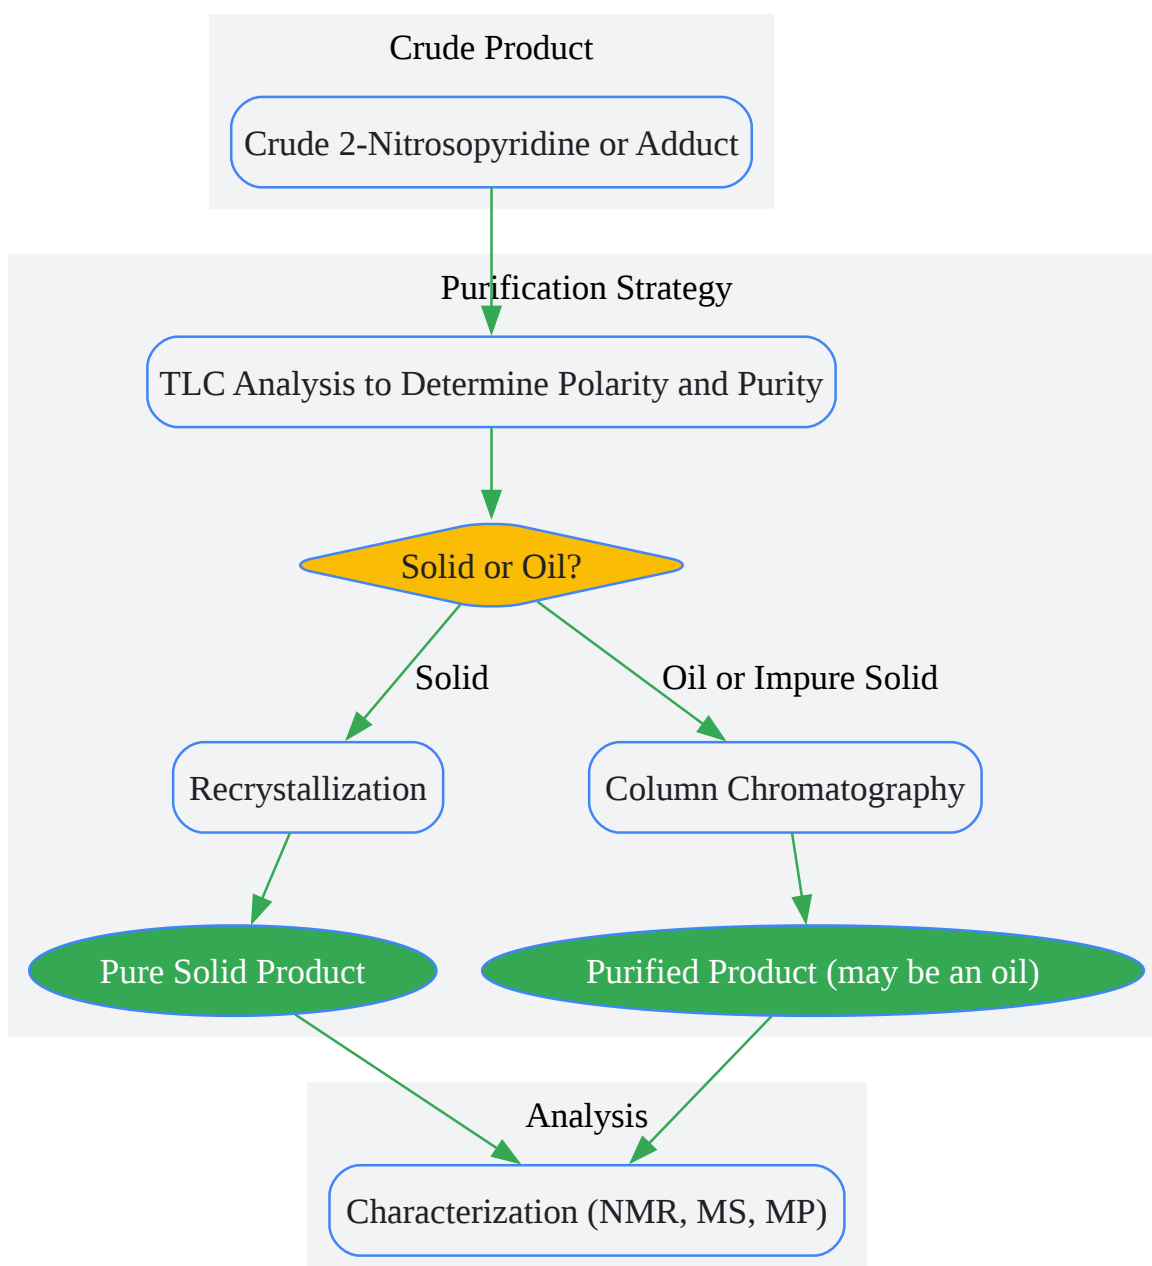 Crude Product
Crude 2-Nitrosopyridine or Adduct
Purification Strategy
TLC Analysis to Determine Polarity and Purity
Solid or Oil?
Solid
Oil or Impure Solid
Recrystallization
Column Chromatography
Pure Solid Product
Purified Product (may be an oil)
Analysis
Characterization (NMR, MS, MP)